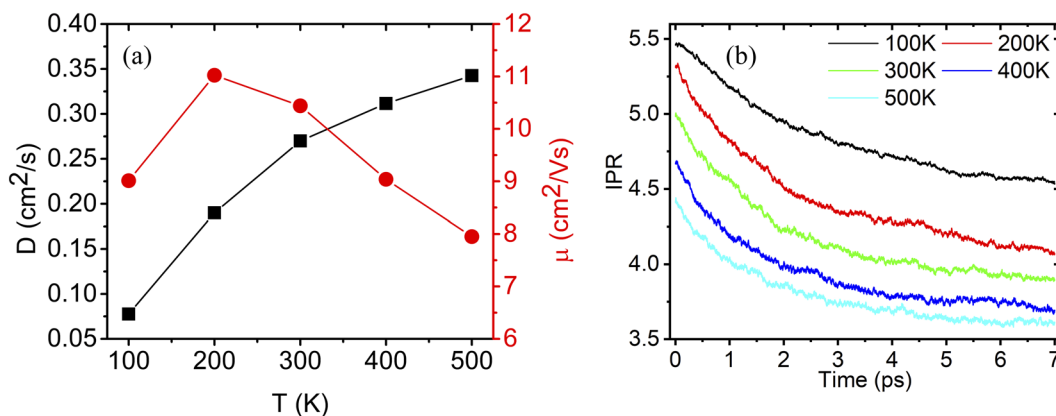 (a)
D (cm²/s)
0.40
0.35
0.30
0.25
0.20
0.15
0.10
0.05
100 200 300 400 500
T (K)
12
11
10
9
8
7
6
μ (cm²/Vs)
(b)
IPR
5.5
5.0
4.5
4.0
3.5
100K 200K
300K 400K
500K
0 1 2 3 4 5 6 7
Time (ps)